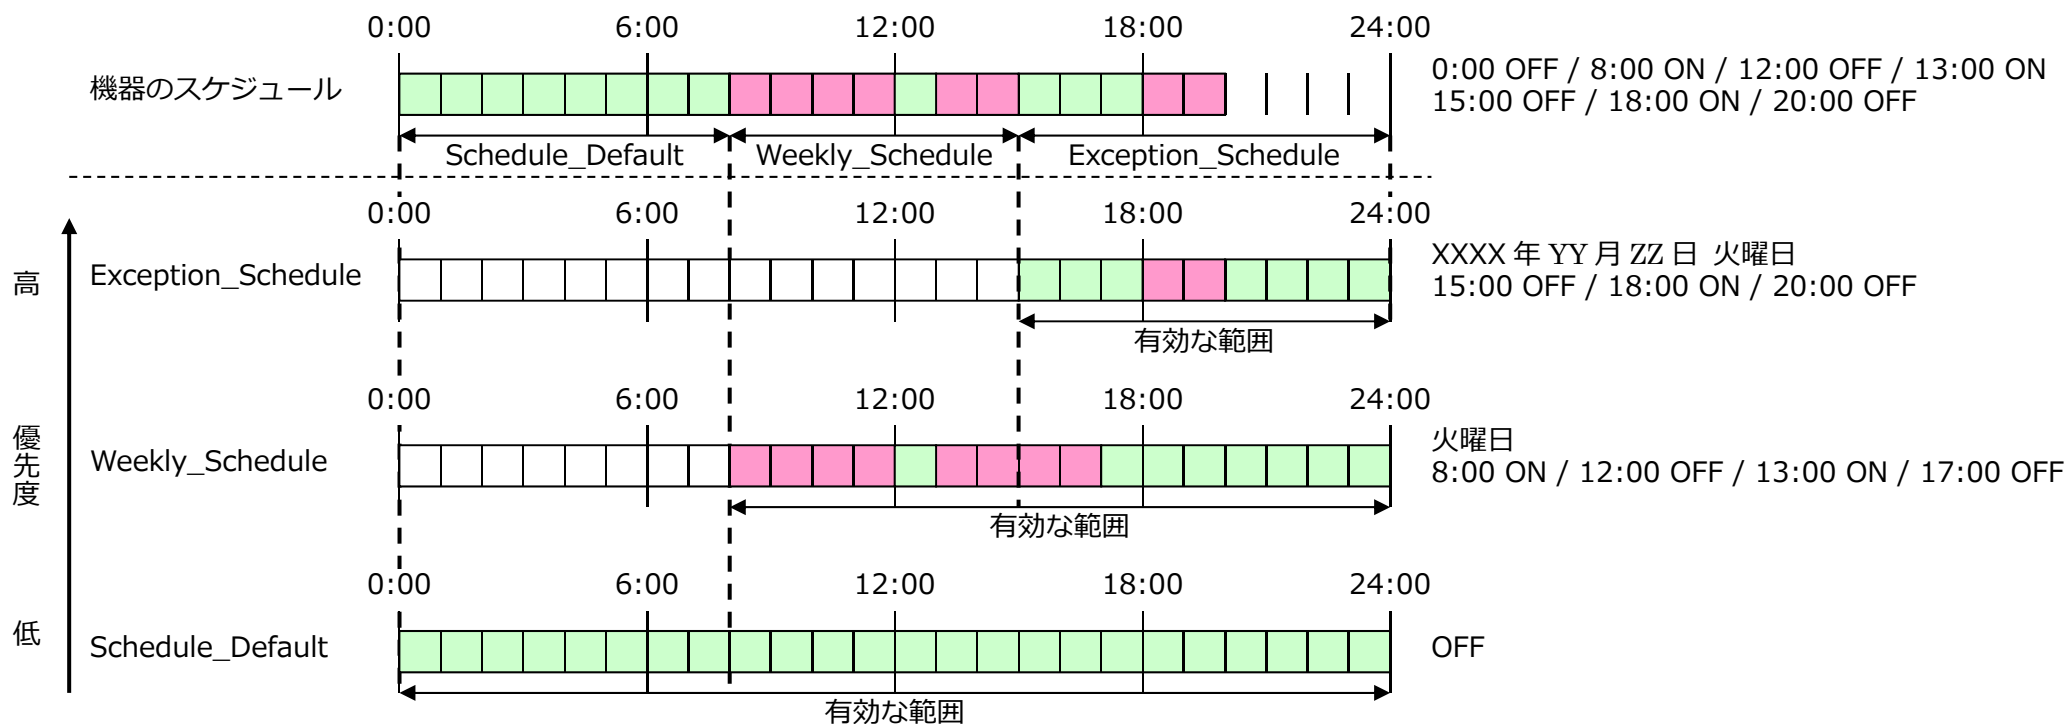 0:00 6:00 12:00 18:00 24:00
機器のスケジュール
0:00 OFF / 8:00 ON / 12:00 OFF / 13:00 ON
15:00 OFF / 18:00 ON / 20:00 OFF
Schedule_Default Weekly_Schedule Exception_Schedule
0:00 6:00 12:00 18:00 24:00
高
Exception_Schedule
XXXX 年 YY 月 ZZ 日 火曜日
15:00 OFF / 18:00 ON / 20:00 OFF
有効な範囲
0:00 6:00 12:00 18:00 24:00
優先度
Weekly_Schedule
火曜日
8:00 ON / 12:00 OFF / 13:00 ON / 17:00 OFF
有効な範囲
0:00 6:00 12:00 18:00 24:00
低
Schedule_Default
OFF
有効な範囲